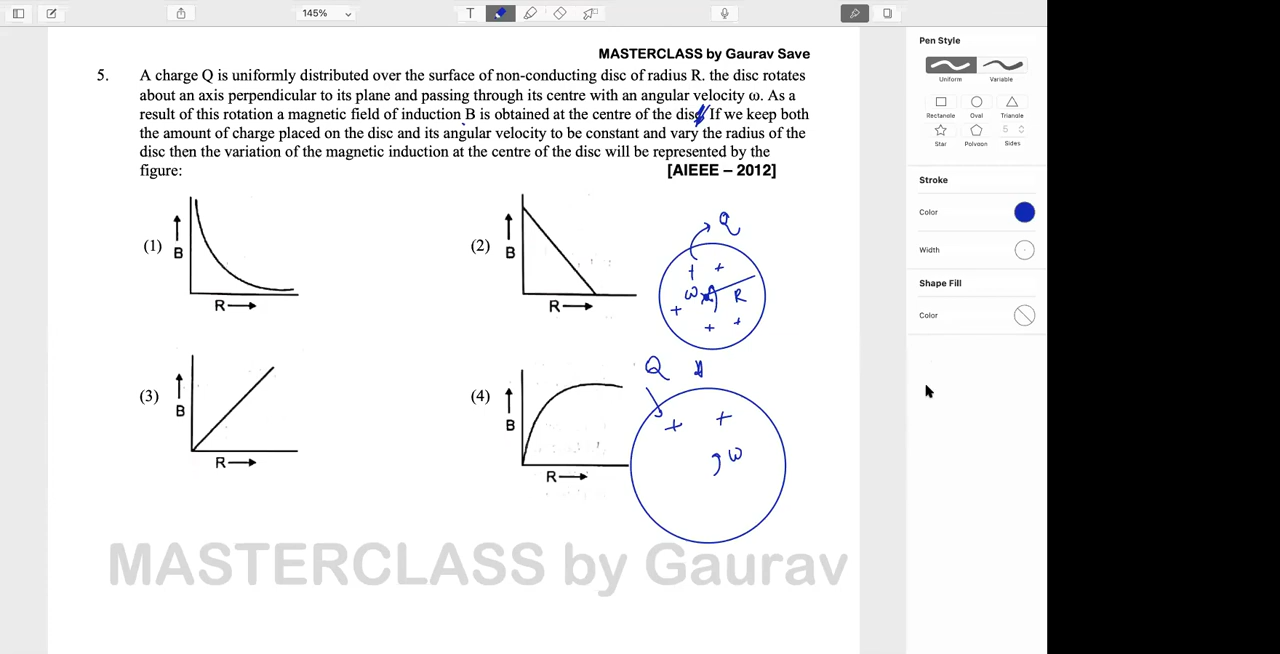 145%
T
MASTERCLASS by Gaurav Save
5. A charge Q is uniformly distributed over the surface of non-conducting disc of radius R. the disc rotates
about an axis perpendicular to its plane and passing through its centre with an angular velocity ω. As a
result of this rotation a magnetic field of induction B is obtained at the centre of the disc. If we keep both
the amount of charge placed on the disc and its angular velocity to be constant and vary the radius of the
disc then the variation of the magnetic induction at the centre of the disc will be represented by the
figure: [AIEEE – 2012]
(1) B
R
(2) B
R
Q
+ +
ω R
+ + +
(3) B
R
(4) B
R
Q
+ +
ω
MASTERCLASS by Gaurav
Pen Style
Uniform Variable
Rectangle Oval Triangle
5
Star Polygon Sides
Stroke
Color
Width
Shape Fill
Color